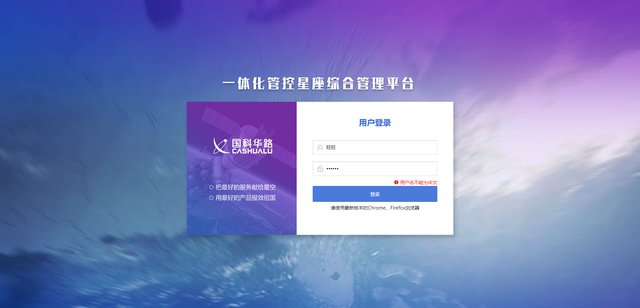 一体化管控星座综合管理平台
国科华路
CASHUALU
把最好的服务献给星空
用最好的产品报效祖国
用户登录
旺旺
••••••
用户名不能为中文
登录
请使用最新版本的Chrome、Firefox浏览器